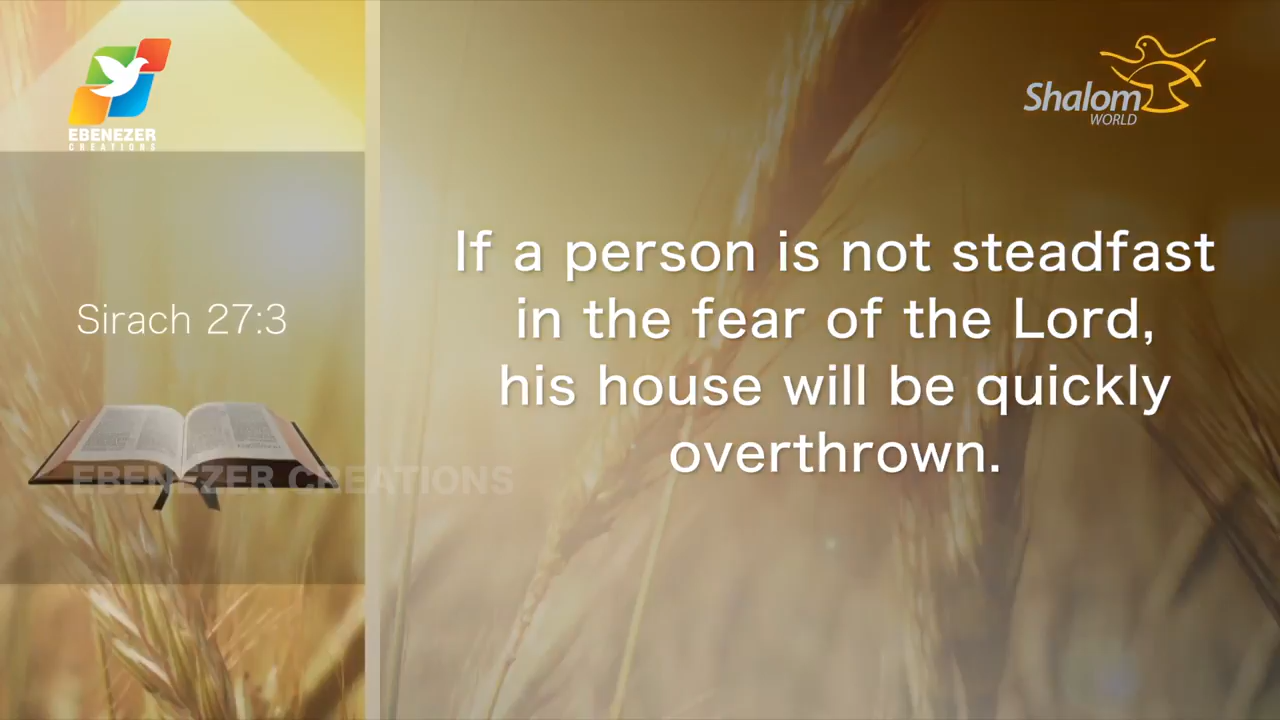 EBENEZER
CREATIONS
Shalom
WORLD
Sirach 27:3
If a person is not steadfast
in the fear of the Lord,
his house will be quickly
overthrown.
EBENEZER CREATIONS